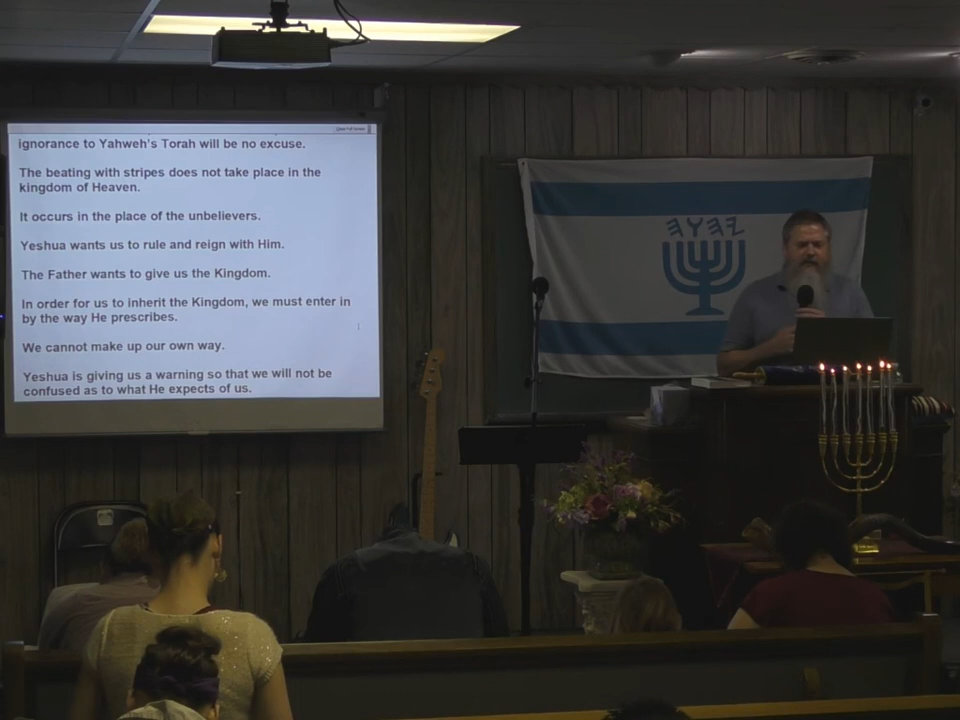 ignorance to Yahweh's Torah will be no excuse.
The beating with stripes does not take place in the
kingdom of Heaven.
It occurs in the place of the unbelievers.
Yeshua wants us to rule and reign with Him.
The Father wants to give us the Kingdom.
In order for us to inherit the Kingdom, we must enter in
by the way He prescribes.
We cannot make up our own way.
Yeshua is giving us a warning so that we will not be
confused as to what He expects of us.
𐤉𐤄𐤅𐤄